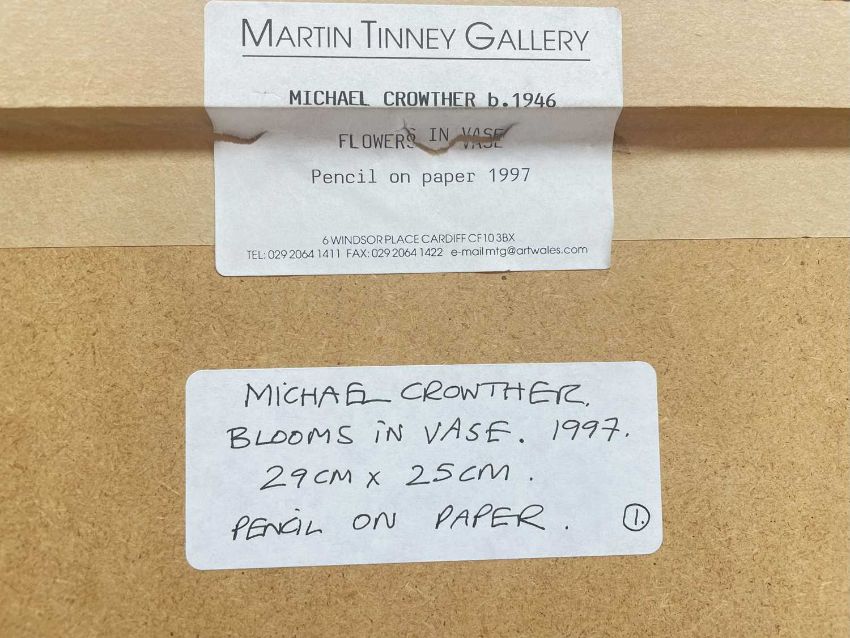 MARTIN TINNEY GALLERY
MICHAEL CROWTHER b.1946
FLOWERS IN VASE
Pencil on paper 1997
6 WINDSOR PLACE CARDIFF CF10 3BX
TEL: 029 2064 1411 FAX: 029 2064 1422 e-mail mtg@artwales.com
MICHAEL CROWTHER.
BLOOMS IN VASE. 1997.
29CM x 25CM.
PENCIL ON PAPER. 1.